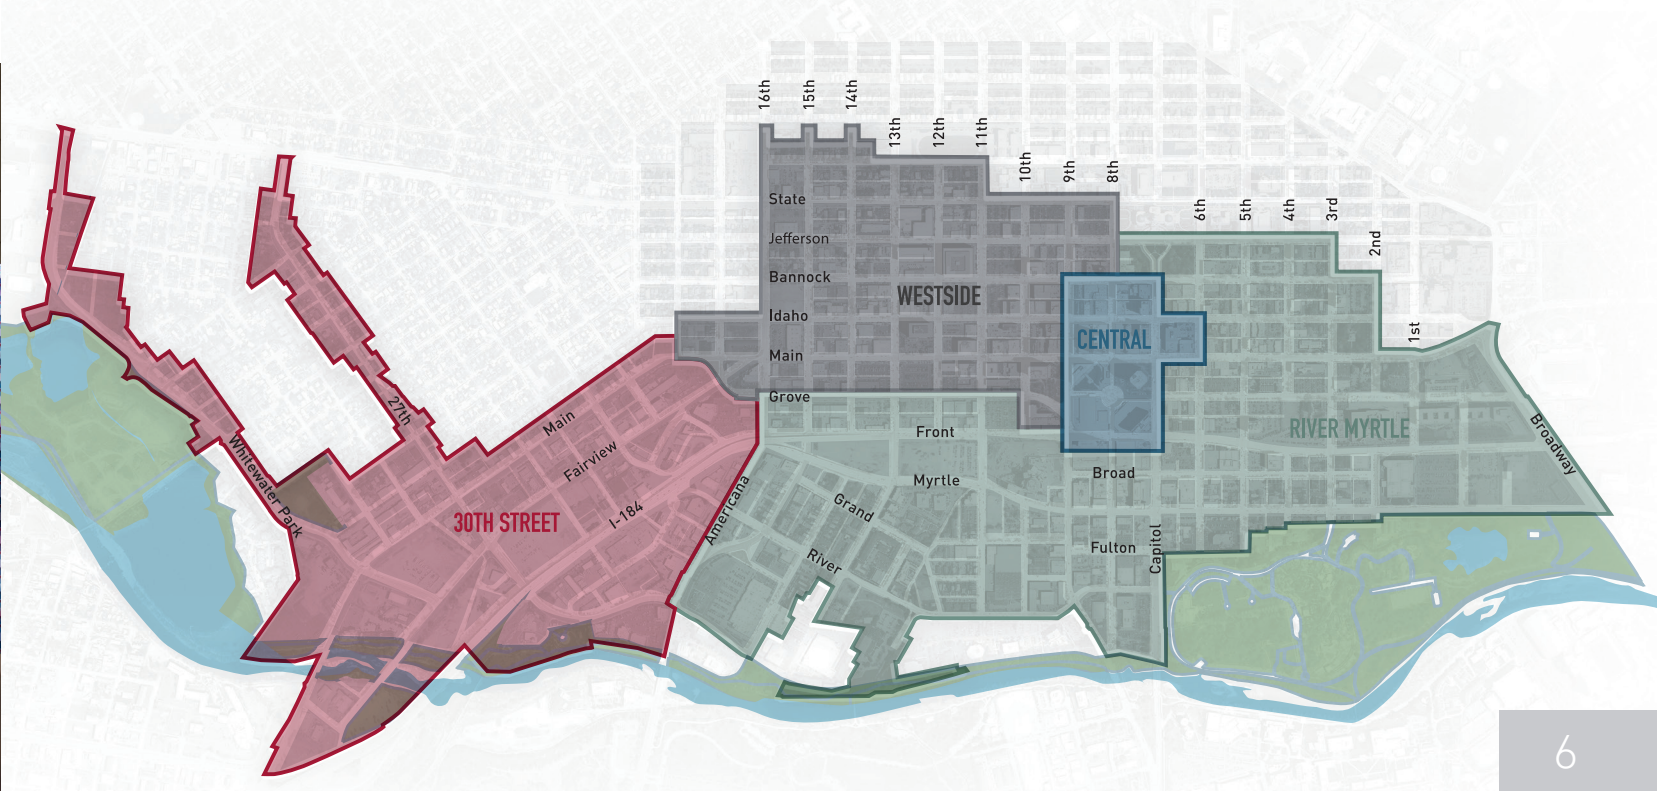 16th
15th
14th
13th
12th
11th
10th
9th
8th
6th
5th
4th
3rd
2nd
1st
State
Jefferson
Bannock
Idaho
Main
Grove
WESTSIDE
CENTRAL
RIVER MYRTLE
Broadway
27th
Main
Fairview
I-184
30TH STREET
Whitewater Park
Americana
Front
Myrtle
Grand
River
Broad
Fulton
Capitol
6